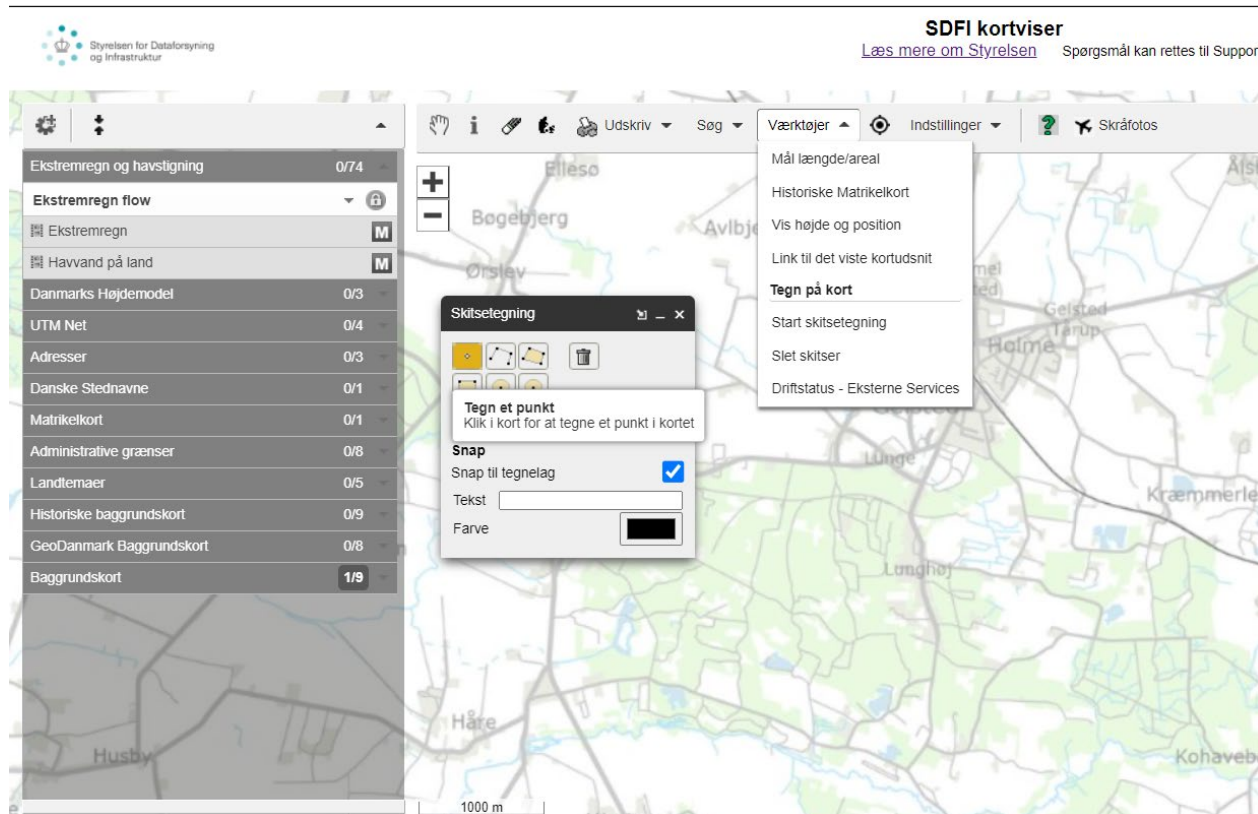 Styrelsen for Dataforsyning
og Infrastruktur
SDFI kortviser
Læs mere om Styrelsen Spørgsmål kan rettes til Suppor
Udskriv Søg Værktøjer Indstillinger Skråfotos
Ekstremregn og havstigning 0/74
Ekstremregn flow
Ekstremregn M
Havvand på land M
Danmarks Højdemodel 0/3
UTM Net 0/4
Adresser 0/3
Danske Stednavne 0/1
Matrikelkort 0/1
Administrative grænser 0/8
Landtemaer 0/5
Historiske baggrundskort 0/9
GeoDanmark Baggrundskort 0/8
Baggrundskort 1/9
Mål længde/areal
Historiske Matrikelkort
Vis højde og position
Link til det viste kortudsnit
Tegn på kort
Start skitsetegning
Slet skitser
Driftstatus - Eksterne Services
Skitsetegning
Tegn et punkt
Klik i kort for at tegne et punkt i kortet
Snap
Snap til tegnelag
Tekst
Farve
Ellesø
Bøgebjerg
Avlbje
Ørslev
Gelsted
Tårup
Holme
Gelsted
Lunge
Kræmmerle
Lunghøj
Håre
Husby
Kohaveb
1000 m